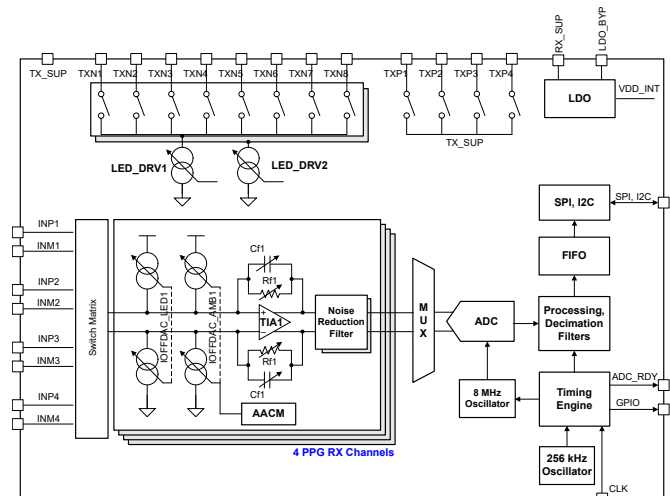 RX_SUP
LDO_BYP
TX_SUP
TXN1
TXN2
TXN3
TXN4
TXN5
TXN6
TXN7
TXN8
TXP1
TXP2
TXP3
TXP4
LDO
VDD_INT
TX_SUP
LED_DRV1
LED_DRV2
SPI, I2C
SPI, I2C
FIFO
INP1
INM1
INP2
INM2
INP3
INM3
INP4
INM4
Switch Matrix
IOFFDAC_LED1
IOFFDAC_AMB1
Cf1
Rf1
+
TIA1
−
Rf1
Cf1
AACM
Noise
Reduction
Filter
4 PPG RX Channels
M
U
X
ADC
Processing,
Decimation
Filters
8 MHz
Oscillator
Timing
Engine
ADC_RDY
GPIO
256 kHz
Oscillator
CLK